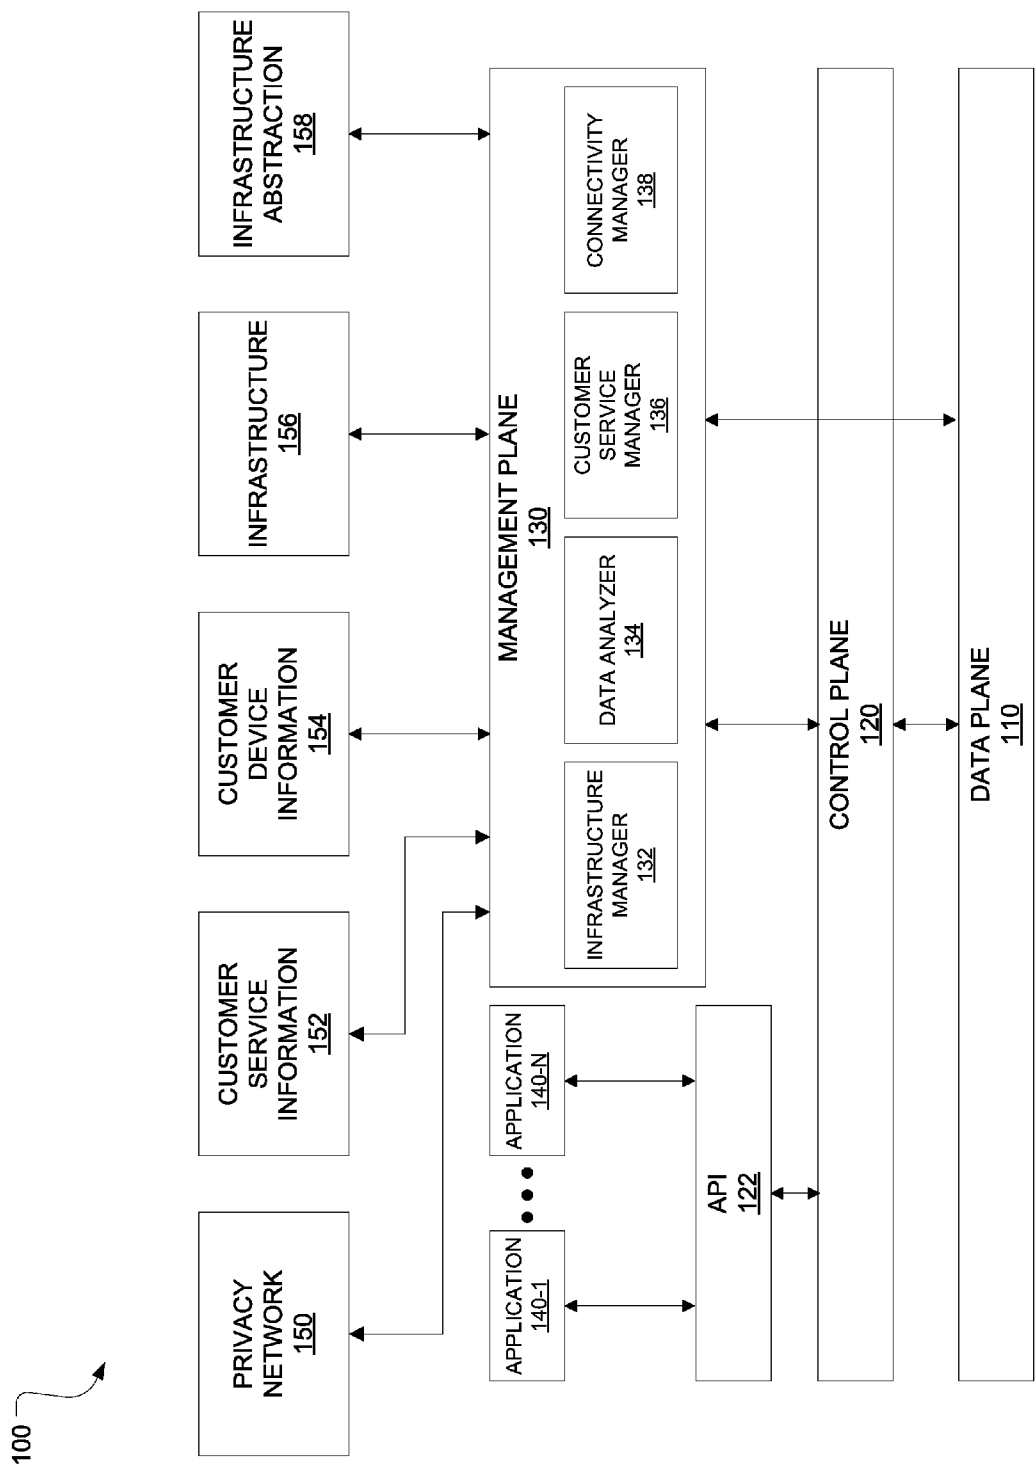 100
PRIVACY
NETWORK
150
CUSTOMER
SERVICE
INFORMATION
152
CUSTOMER
DEVICE
INFORMATION
154
INFRASTRUCTURE
156
INFRASTRUCTURE
ABSTRACTION
158
APPLICATION
140-1
APPLICATION
140-N
MANAGEMENT PLANE
130
INFRASTRUCTURE
MANAGER
132
DATA ANALYZER
134
CUSTOMER
SERVICE
MANAGER
136
CONNECTIVITY
MANAGER
138
API
122
CONTROL PLANE
120
DATA PLANE
110